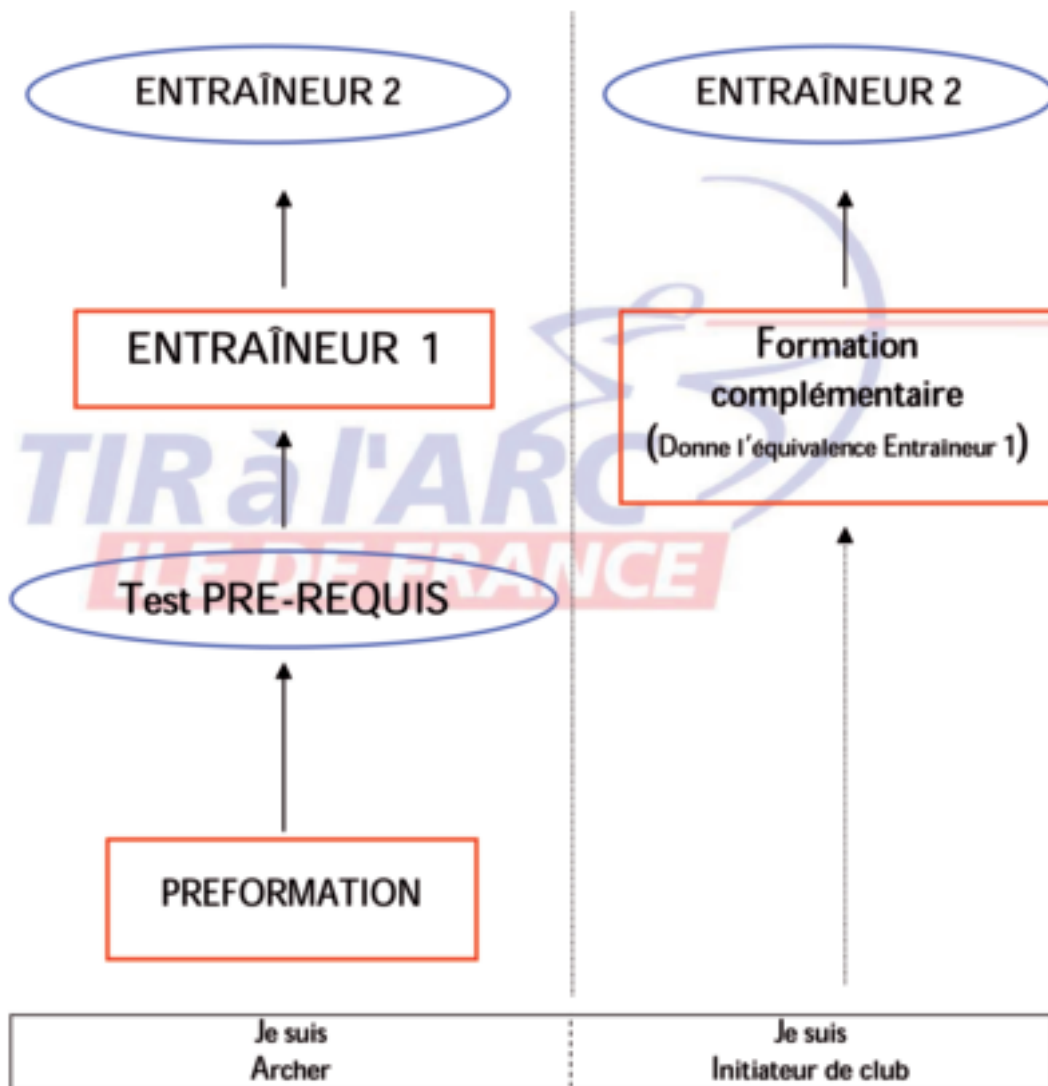 ENTRAÎNEUR 2
ENTRAÎNEUR 1
Test PRE-REQUIS
PREFORMATION
Je suis
Archer
ENTRAÎNEUR 2
Formation
complémentaire
(Donne l'équivalence Entraîneur 1)
Je suis
Initiateur de club
TIR à l'ARC
ILE DE FRANCE